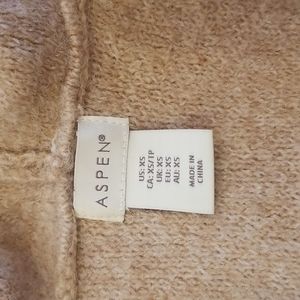 ASPEN®
US: XS
CA: XS/TP
UK: XS
EU: XS
AU: XS
MADE IN
CHINA